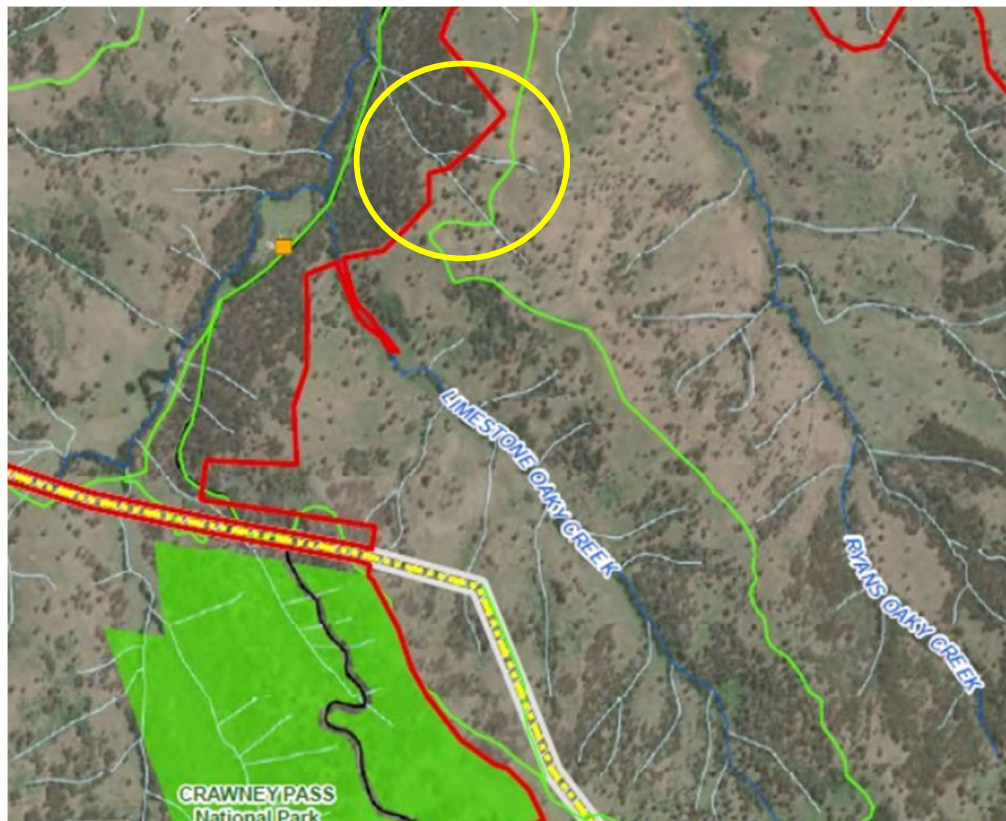 LIMESTONE OAKY CREEK
RYANS OAKY CREEK
CRAWNEY PASS
National Park